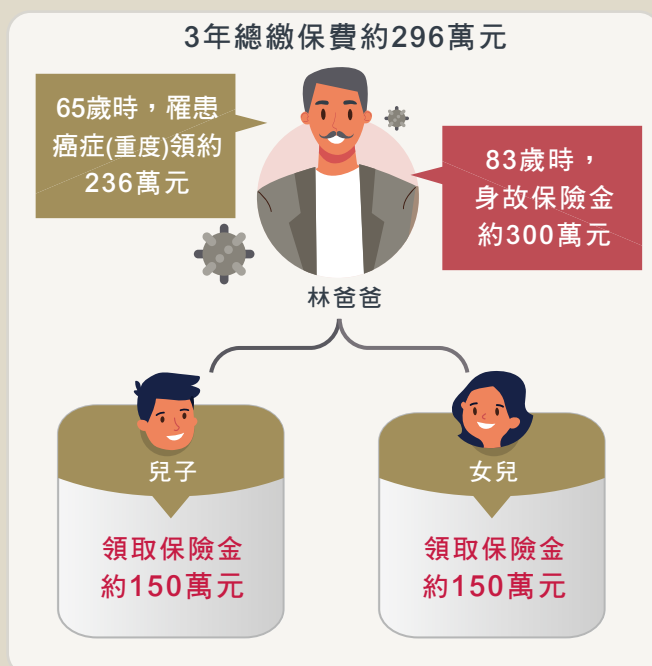 3年總繳保費約296萬元
65歲時，罹患
癌症(重度)領約
236萬元
83歲時，
身故保險金
約300萬元
林爸爸
兒子
領取保險金
約150萬元
女兒
領取保險金
約150萬元